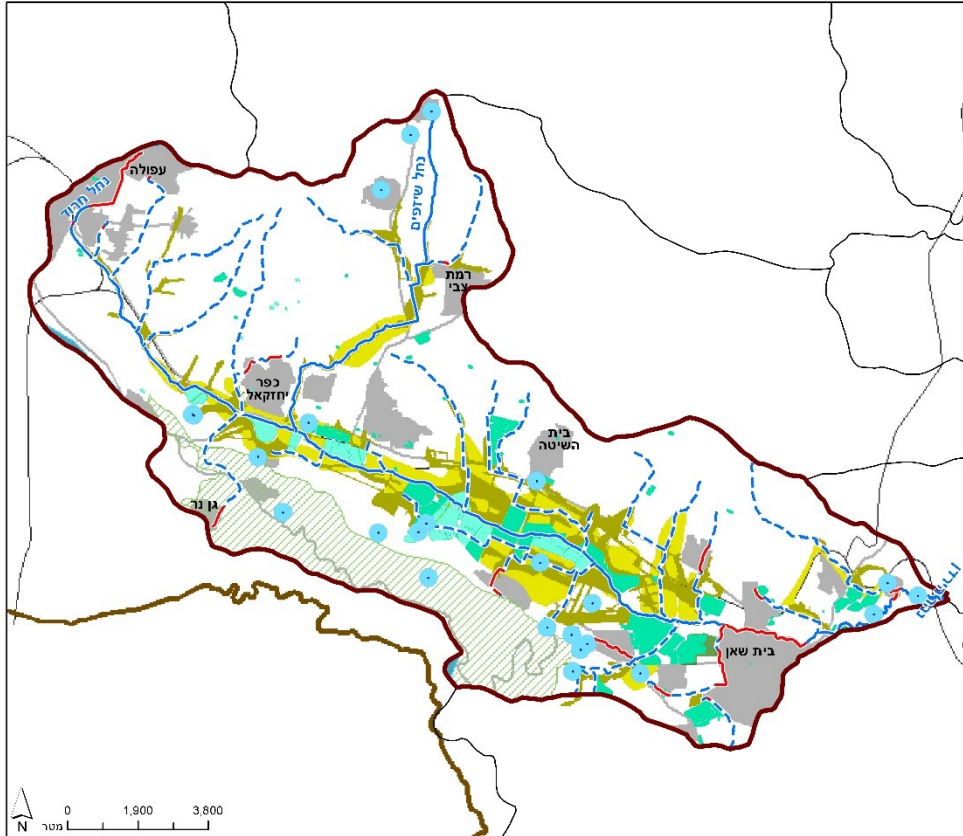 עפולה
נחל חרוד
נחל שיזפים
רמת
צבי
כפר
יחזקאל
בית
השיטה
גן נר
בית שאן
0 1,900 3,800
מטר
N